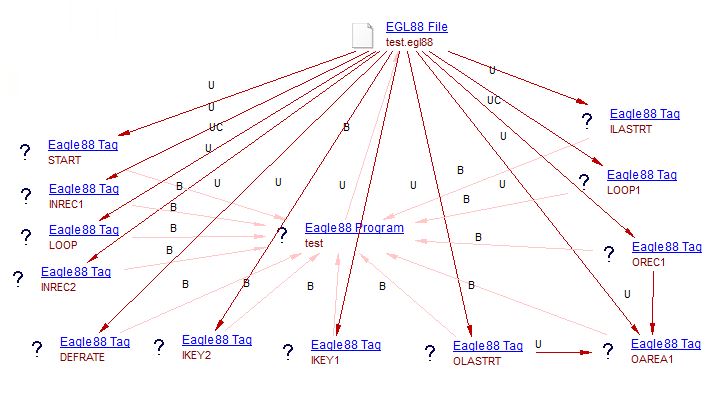 EGL88 File
test.egl88
U
U
U
UC
UC
B
U
U
Eagle88 Tag
ILASTRT
Eagle88 Tag
START
B
Eagle88 Tag
LOOP1
B
U
U
U
U
U
Eagle88 Tag
INREC1
B
B
Eagle88 Program
test
B
Eagle88 Tag
LOOP
B
B
Eagle88 Tag
OREC1
Eagle88 Tag
INREC2
B
B
B
B
U
Eagle88 Tag
DEFRATE
Eagle88 Tag
IKEY2
Eagle88 Tag
IKEY1
Eagle88 Tag
OLASTRT
U
Eagle88 Tag
OAREA1